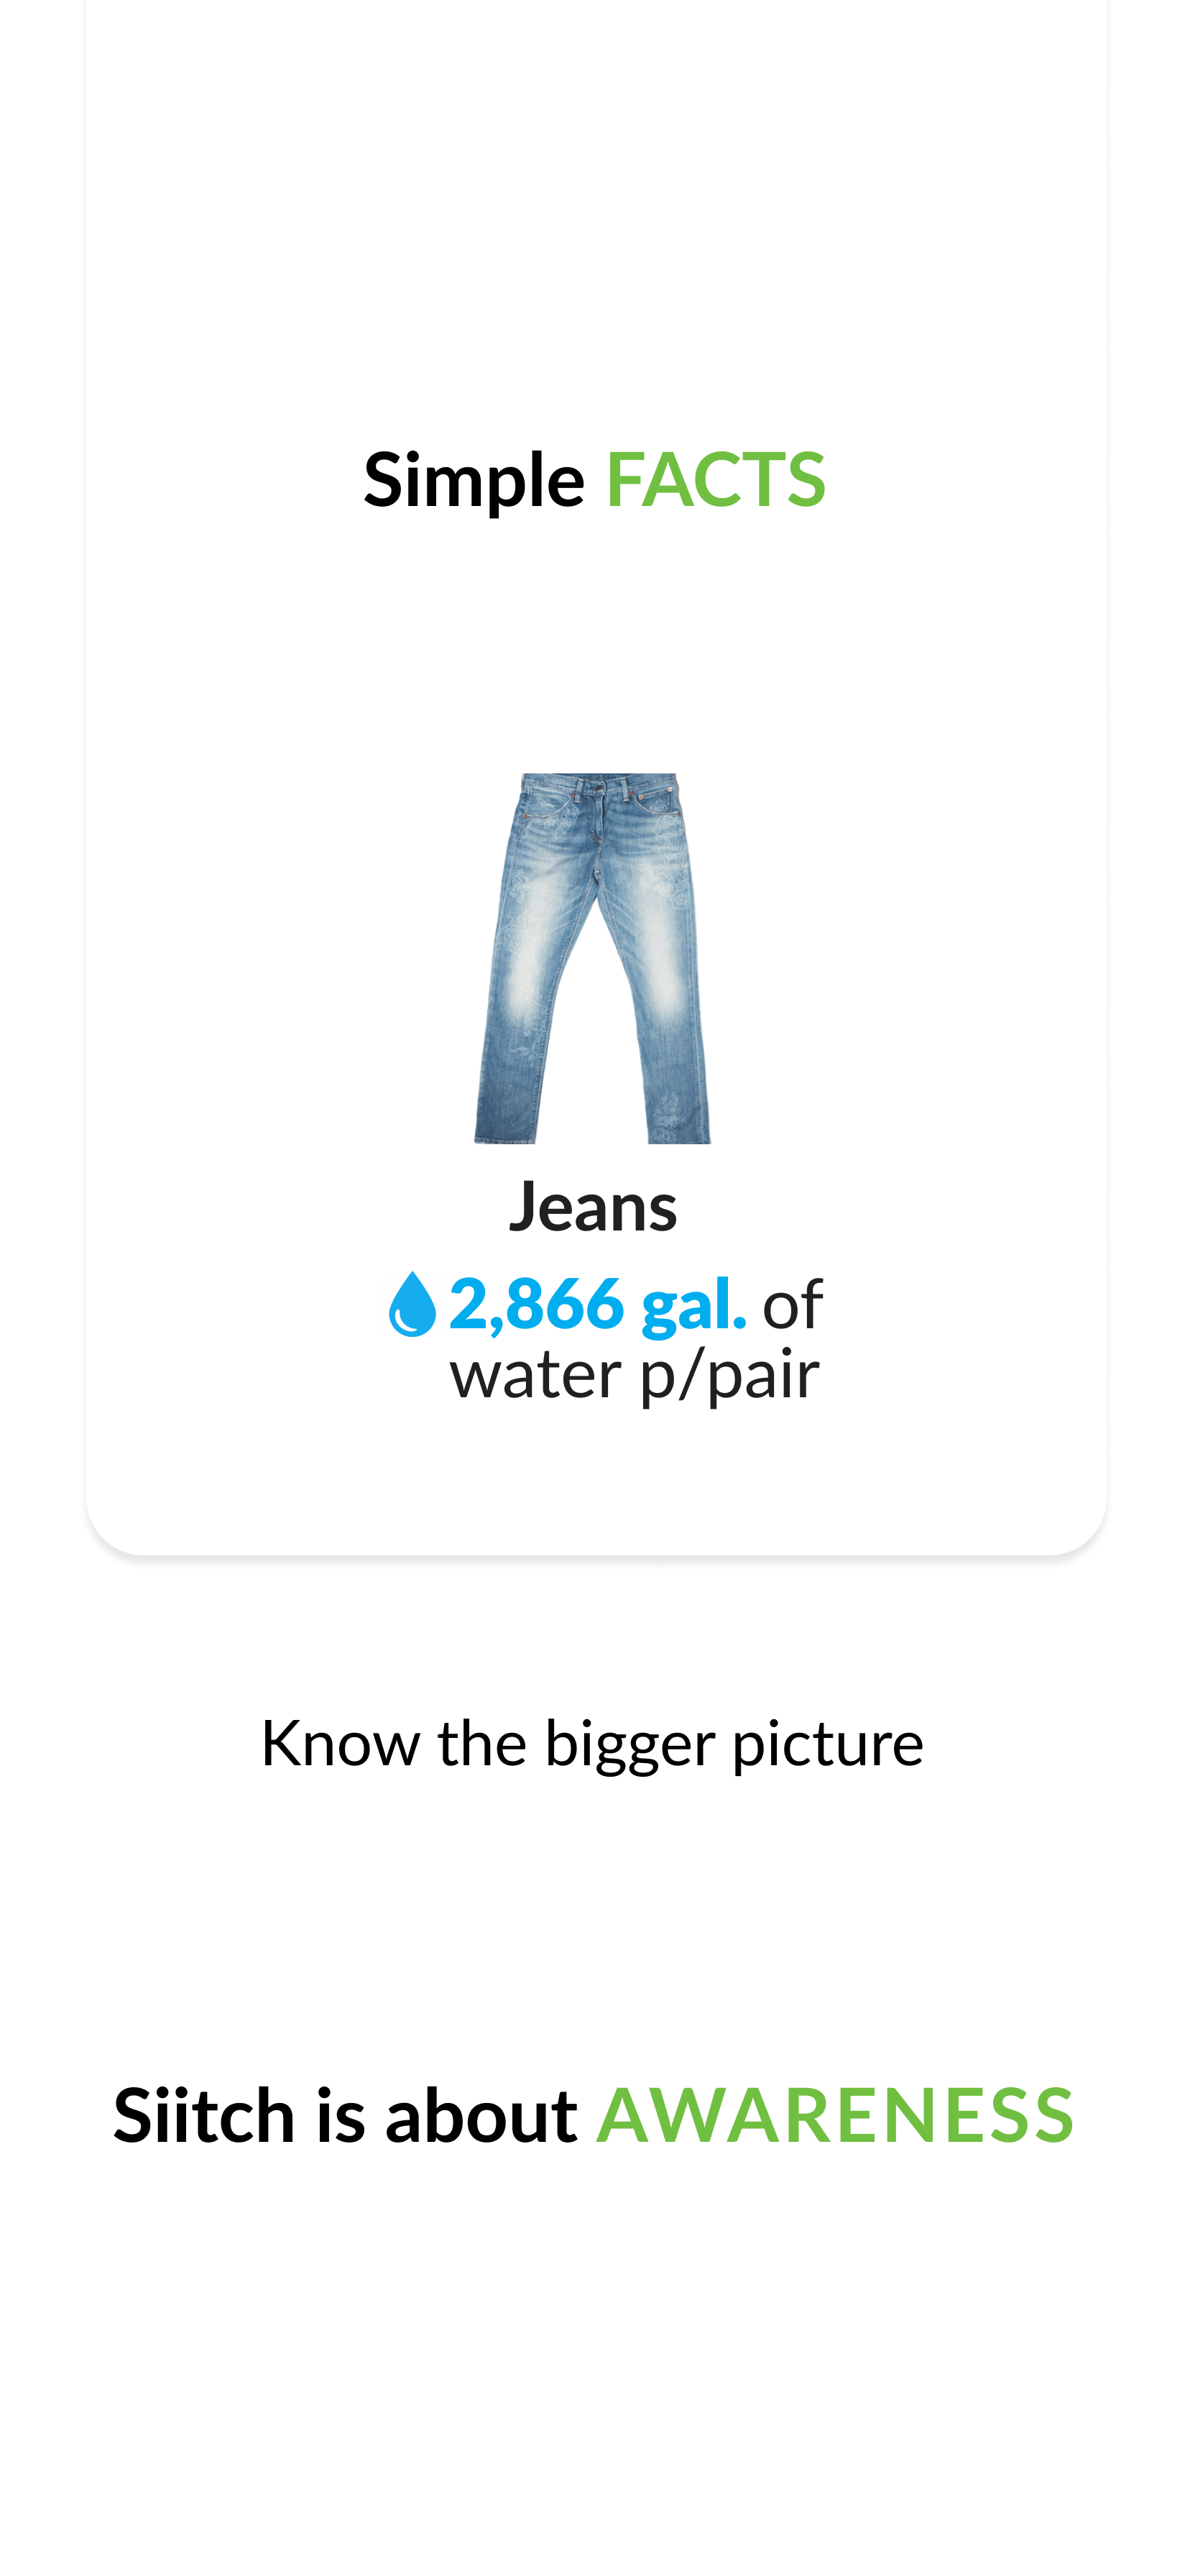 Simple FACTS
Jeans
2,866 gal. of
water p/pair
Know the bigger picture
Siitch is about AWARENESS